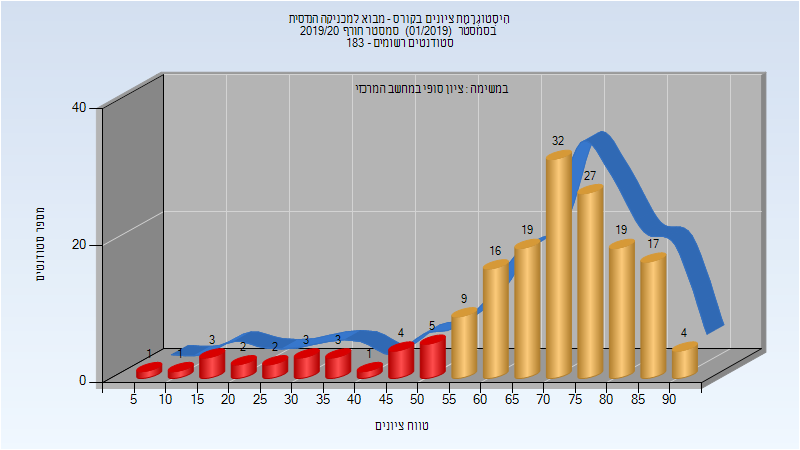 היסטוגרמת ציונים בקורס - מבוא למכניקה הנדסית
בסמסטר (01/2019) סמסטר חורף 2019/20
סטודנטים רשומים - 183
במשימה : ציון סופי במחשב המרכזי
מספר סטודנטים
40
20
0
1 1 3 2 2 3 3 1 4 5 9 16 19 32 27 19 17 4
5 10 15 20 25 30 35 40 45 50 55 60 65 70 75 80 85 90
טווח ציונים